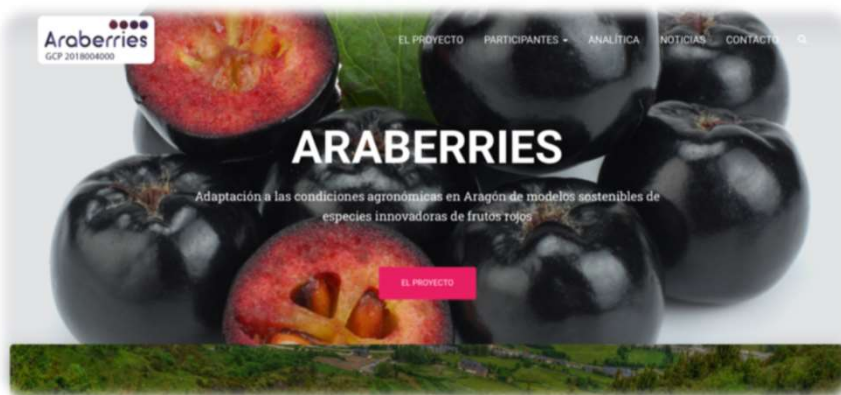 Araberries
GCP 2018004000
EL PROYECTO PARTICIPANTES ANALÍTICA NOTICIAS CONTACTO
ARABERRIES
Adaptación a las condiciones agronómicas en Aragón de modelos sostenibles de
especies innovadoras de frutos rojos
EL PROYECTO